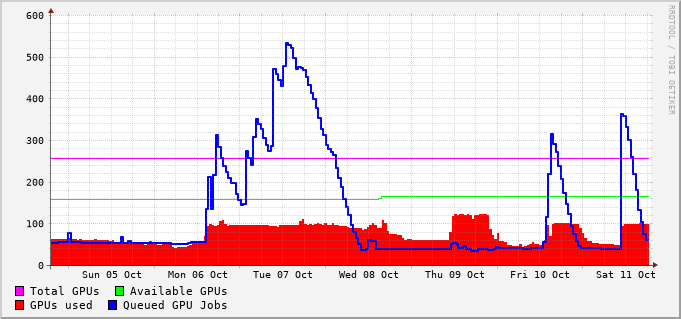 600
500
400
300
200
100
0
Sun 05 Oct Mon 06 Oct Tue 07 Oct Wed 08 Oct Thu 09 Oct Fri 10 Oct Sat 11 Oct
Total GPUs Available GPUs
GPUs used Queued GPU Jobs
RRDTOOL / TOBI OETIKER